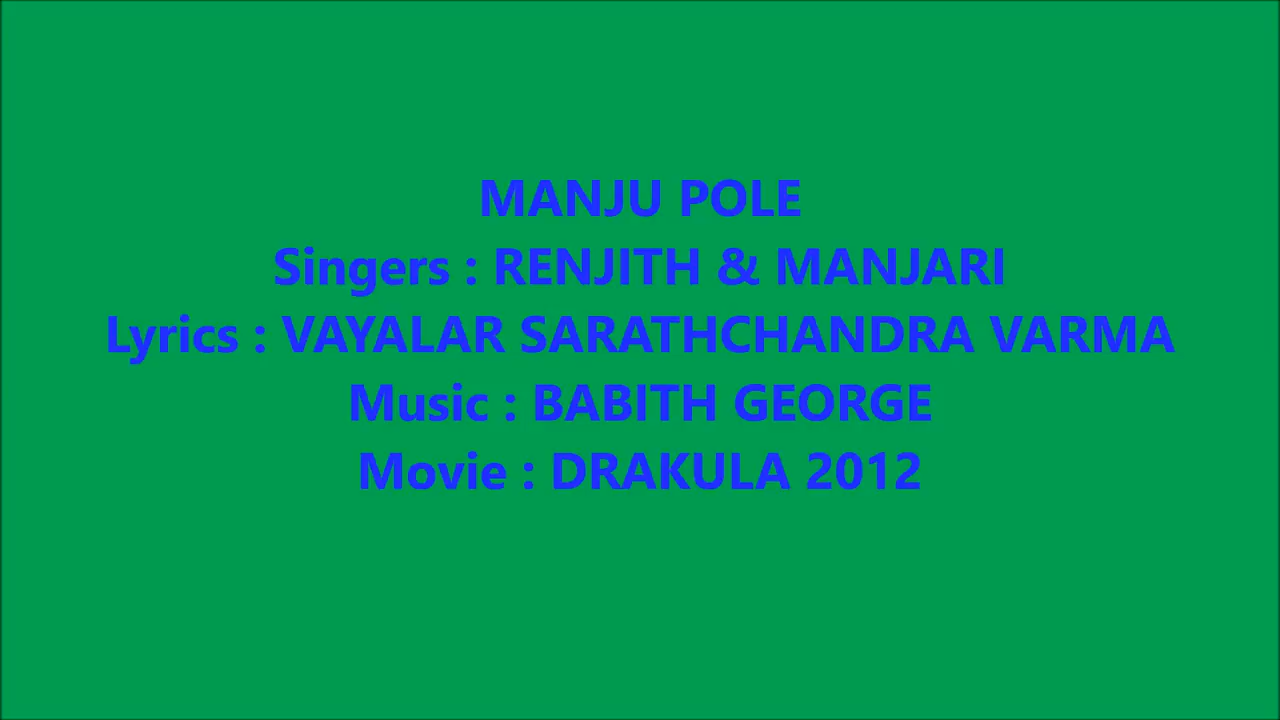 MANJU POLE
Singers : RENJITH & MANJARI
Lyrics : VAYALAR SARATHCHANDRA VARMA
Music : BABITH GEORGE
Movie : DRAKULA 2012